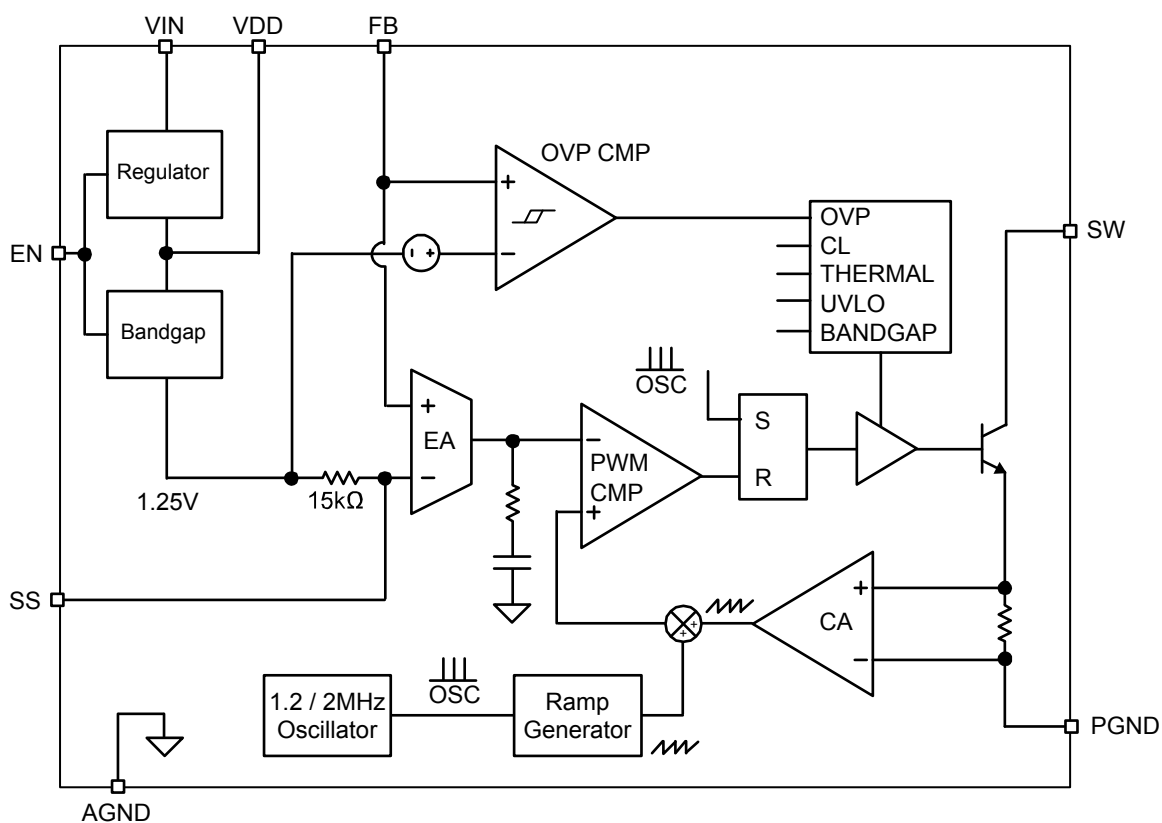 VIN
VDD
FB
OVP CMP
Regulator
+
OVP
EN
SW
CL
- +
−
THERMAL
UVLO
Bandgap
BANDGAP
OSC
+
S
EA
−
PWM
CMP
−
R
1.25V
15kΩ
+
SS
+
CA
+
+
−
OSC
1.2 / 2MHz
Oscillator
Ramp
Generator
PGND
AGND